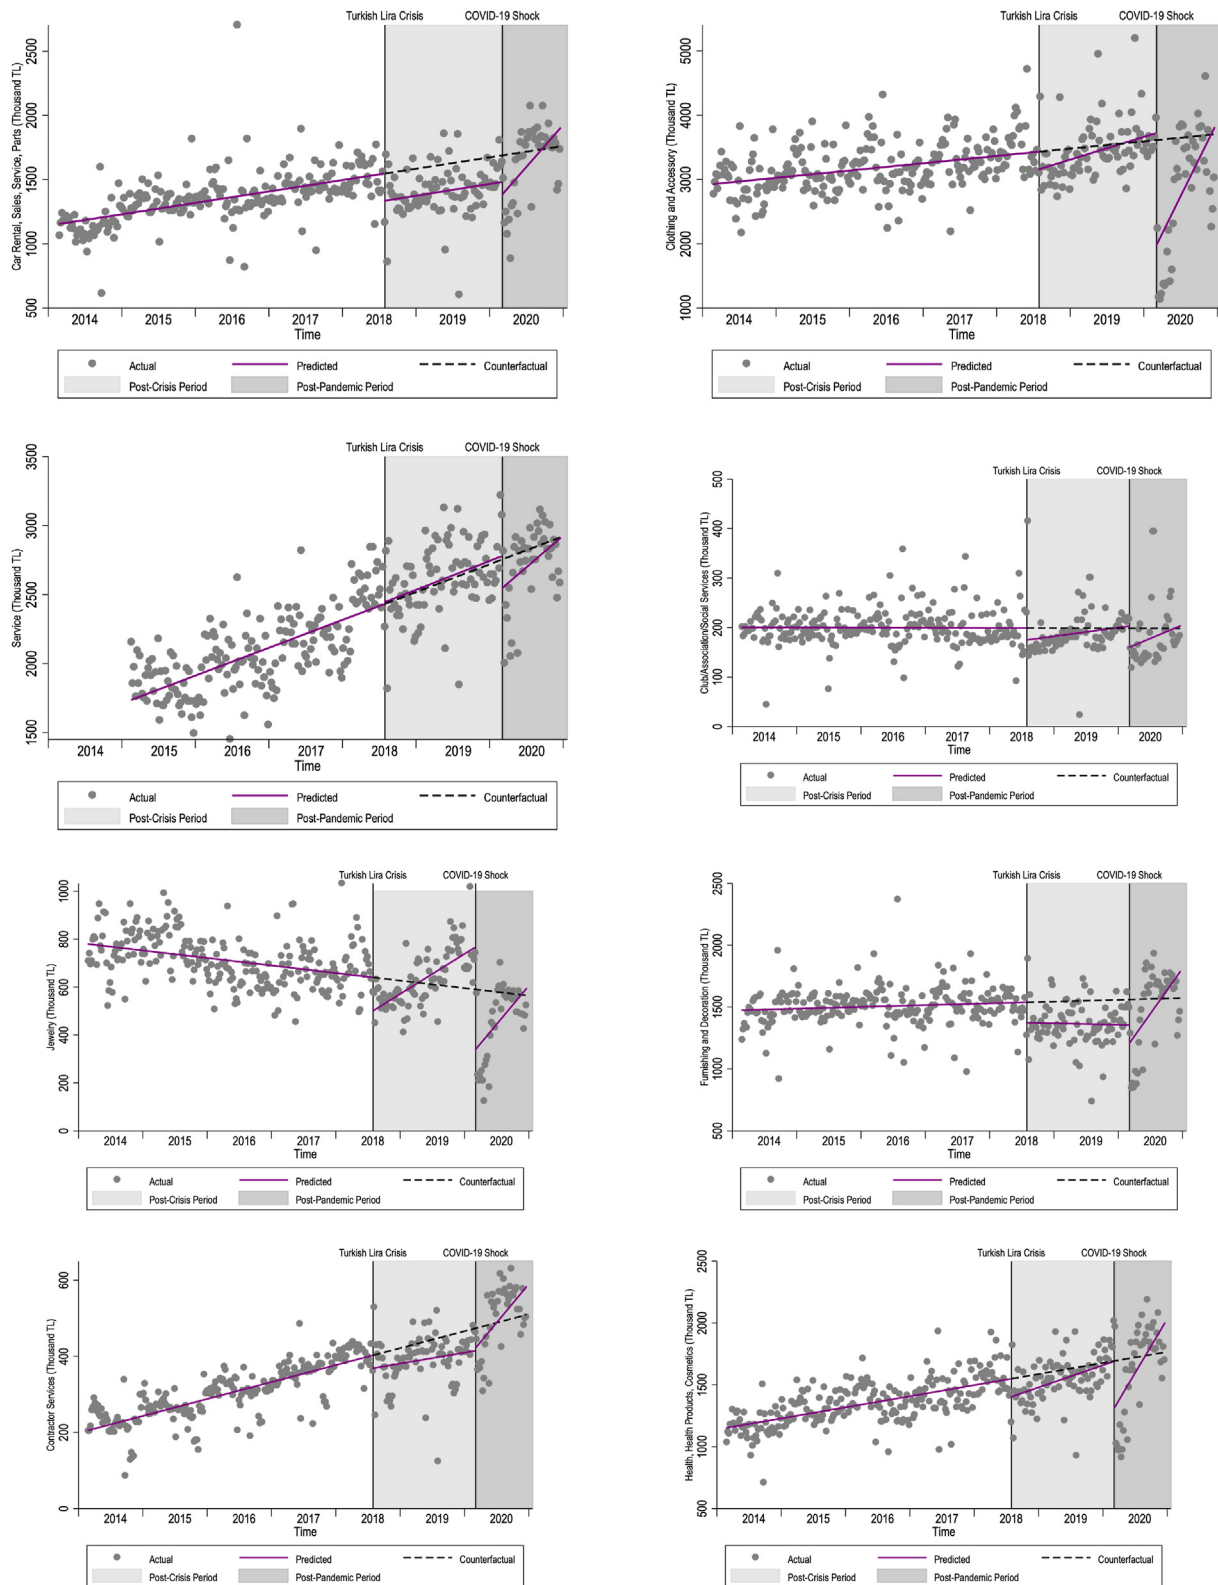 Turkish Lira Crisis COVID-19 Shock
Car Rental, Sales, Service, Parts (Thousand TL)
2500
2000
1500
1000
500
2014 2015 2016 2017 2018 2019 2020
Time
Actual Predicted Counterfactual
Post-Crisis Period Post-Pandemic Period
Turkish Lira Crisis COVID-19 Shock
Clothing and Accessory (Thousand TL)
5000
4000
3000
2000
1000
2014 2015 2016 2017 2018 2019 2020
Time
Actual Predicted Counterfactual
Post-Crisis Period Post-Pandemic Period
Turkish Lira Crisis COVID-19 Shock
Service (Thousand TL)
3500
3000
2500
2000
1500
2014 2015 2016 2017 2018 2019 2020
Time
Actual Predicted Counterfactual
Post-Crisis Period Post-Pandemic Period
Turkish Lira Crisis COVID-19 Shock
Club/Association/Social Services (Thousand TL)
500
400
300
200
100
0
2014 2015 2016 2017 2018 2019 2020
Time
Actual Predicted Counterfactual
Post-Crisis Period Post-Pandemic Period
Turkish Lira Crisis COVID-19 Shock
Jewelry (Thousand TL)
1000
800
600
400
200
0
2014 2015 2016 2017 2018 2019 2020
Time
Actual Predicted Counterfactual
Post-Crisis Period Post-Pandemic Period
Turkish Lira Crisis COVID-19 Shock
Furnishing and Decoration (Thousand TL)
2500
2000
1500
1000
500
2014 2015 2016 2017 2018 2019 2020
Time
Actual Predicted Counterfactual
Post-Crisis Period Post-Pandemic Period
Turkish Lira Crisis COVID-19 Shock
Contractor Services (Thousand TL)
600
400
200
0
2014 2015 2016 2017 2018 2019 2020
Time
Actual Predicted Counterfactual
Post-Crisis Period Post-Pandemic Period
Turkish Lira Crisis COVID-19 Shock
Health, Health Products, Cosmetics (Thousand TL)
2500
2000
1500
1000
500
2014 2015 2016 2017 2018 2019 2020
Time
Actual Predicted Counterfactual
Post-Crisis Period Post-Pandemic Period